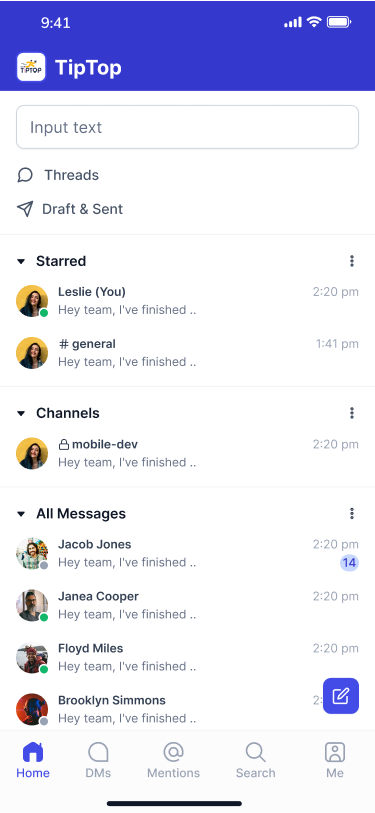 9:41
TIPTOP
TipTop
Input text
Threads
Draft & Sent
Starred
Leslie (You) 2:20 pm
Hey team, I've finished ..
# general 1:41 pm
Hey team, I've finished ..
Channels
mobile-dev 2:20 pm
Hey team, I've finished ..
All Messages
Jacob Jones 2:20 pm
Hey team, I've finished .. 14
Janea Cooper 2:20 pm
Hey team, I've finished ..
Floyd Miles 2:20 pm
Hey team, I've finished ..
Brooklyn Simmons
Hey team, I've finished ..
Home DMs Mentions Search Me